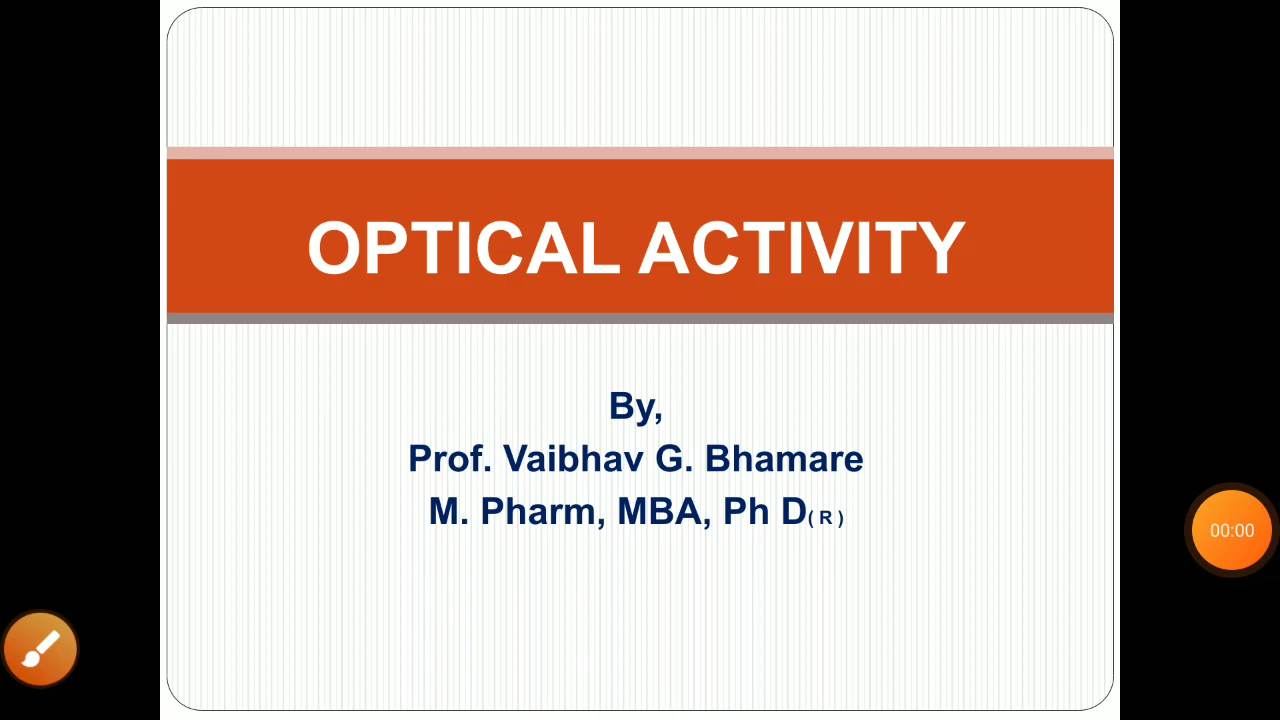 OPTICAL ACTIVITY
By,
Prof. Vaibhav G. Bhamare
M. Pharm, MBA, Ph D( R )
00:00